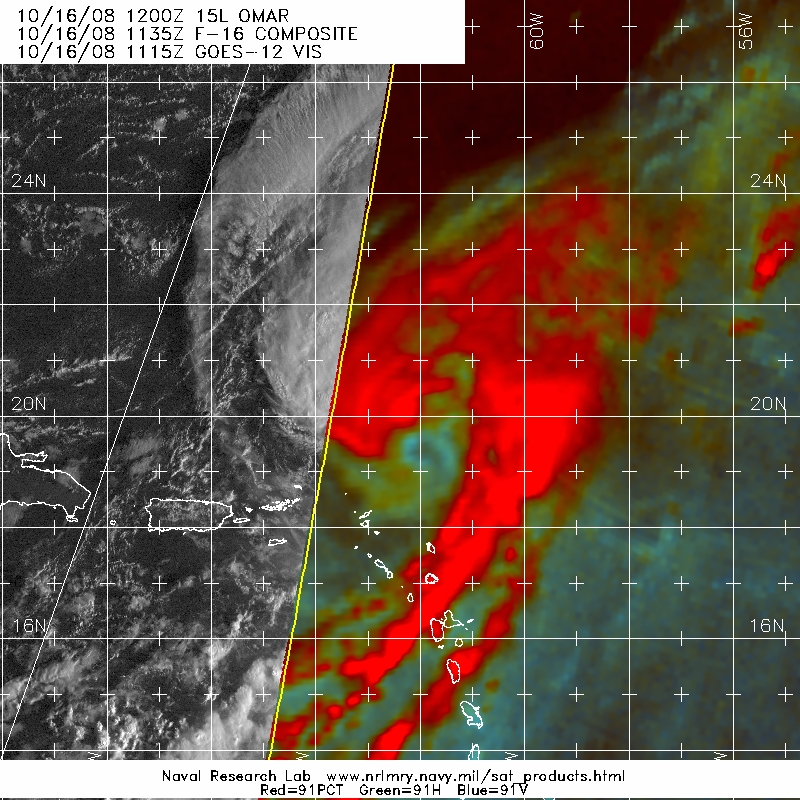 10/16/08 1200Z 15L OMAR
10/16/08 1135Z F-16 COMPOSITE
10/16/08 1115Z GOES-12 VIS
60W
56W
24N
24N
20N
20N
16N
16N
W
W
W
Naval Research Lab www.nrlmry.navy.mil/sat_products.html
Red=91PCT Green=91H Blue=91V